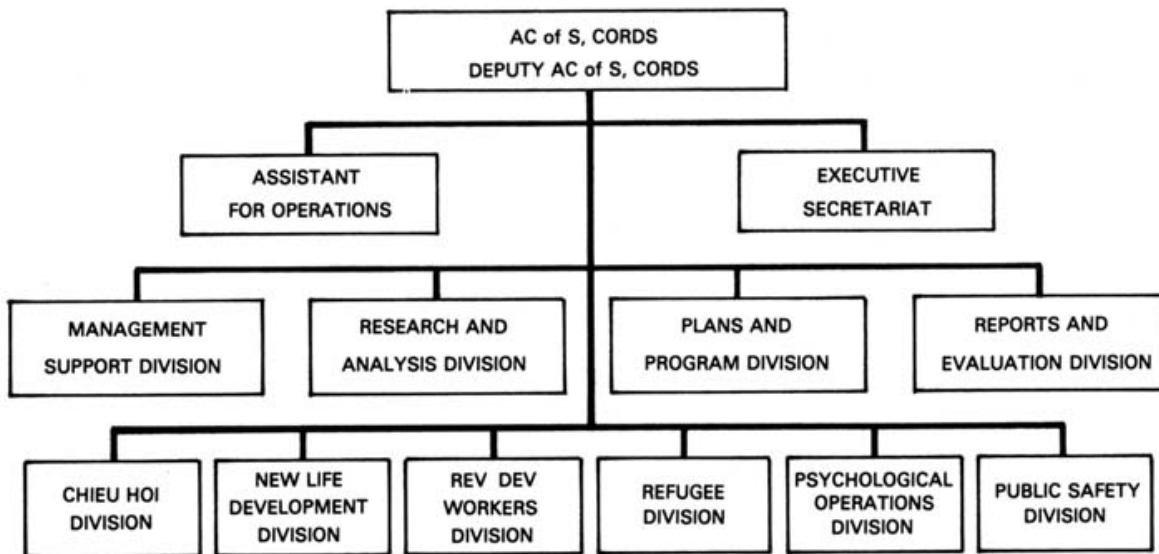 AC of S, CORDS
DEPUTY AC of S, CORDS
ASSISTANT
FOR OPERATIONS
EXECUTIVE
SECRETARIAT
MANAGEMENT
SUPPORT DIVISION
RESEARCH AND
ANALYSIS DIVISION
PLANS AND
PROGRAM DIVISION
REPORTS AND
EVALUATION DIVISION
CHIEU HOI
DIVISION
NEW LIFE
DEVELOPMENT
DIVISION
REV DEV
WORKERS
DIVISION
REFUGEE
DIVISION
PSYCHOLOGICAL
OPERATIONS
DIVISION
PUBLIC SAFETY
DIVISION